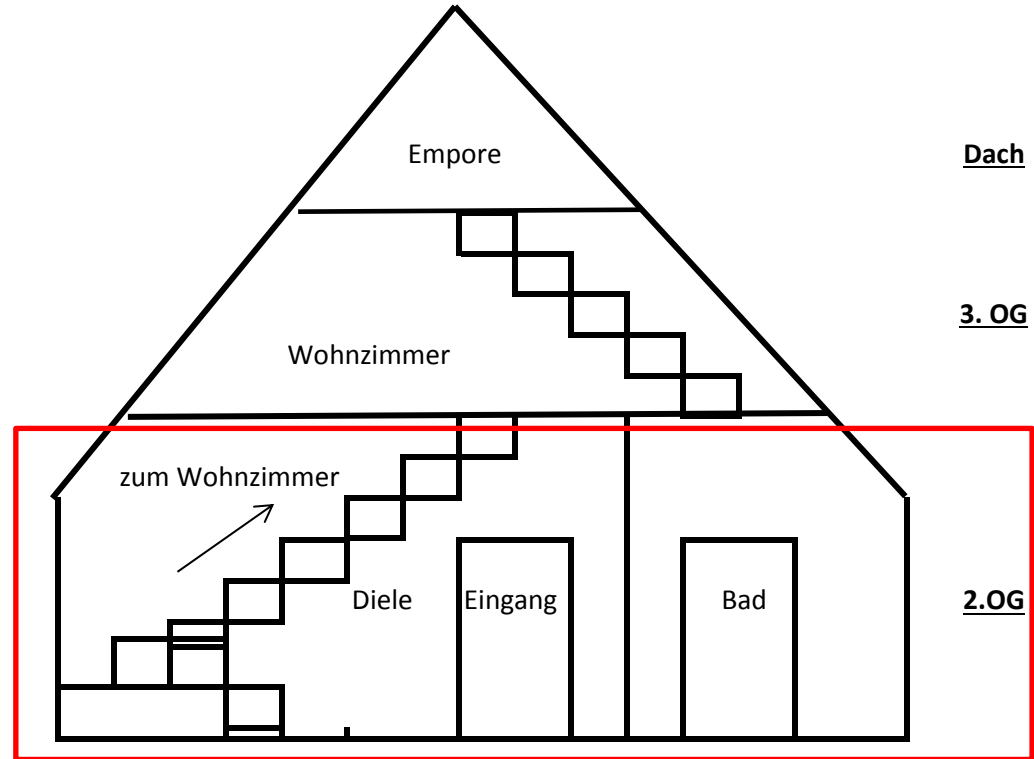 Empore
Dach
3. OG
Wohnzimmer
zum Wohnzimmer
Diele
Eingang
Bad
2.OG